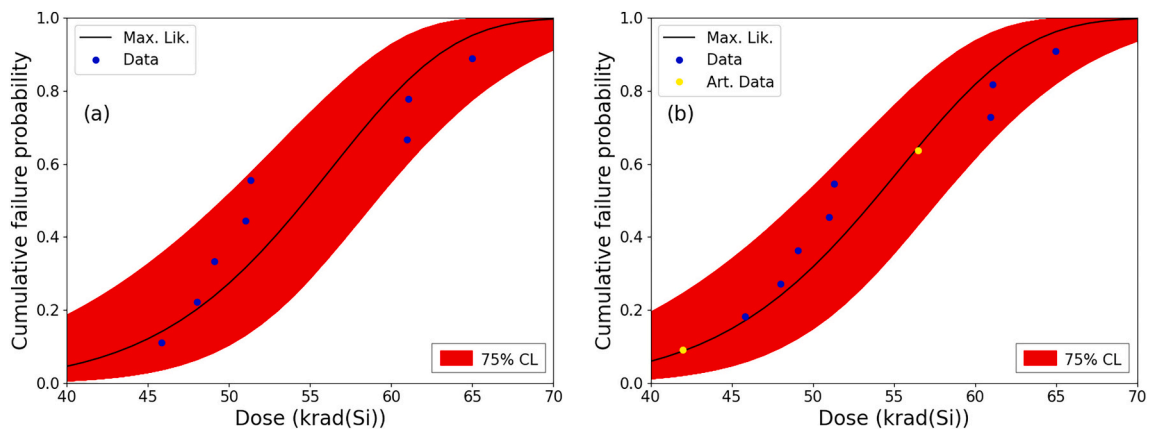 Max. Lik.
Data
(a)
75% CL
Cumulative failure probability
0.0
0.2
0.4
0.6
0.8
1.0
40
45
50
55
60
65
70
Dose (krad(Si))
Max. Lik.
Data
Art. Data
(b)
75% CL
Cumulative failure probability
0.0
0.2
0.4
0.6
0.8
1.0
40
45
50
55
60
65
70
Dose (krad(Si))